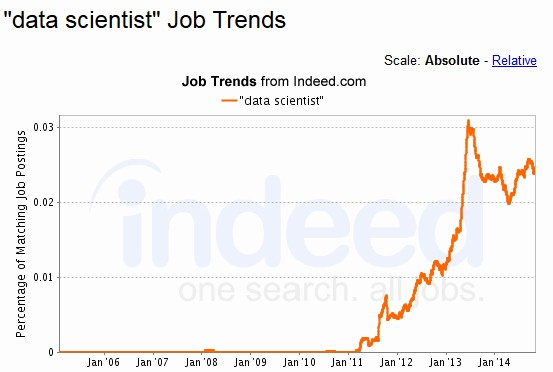 "data scientist" Job Trends
Scale: Absolute - Relative
Job Trends from Indeed.com
"data scientist"
Percentage of Matching Job Postings
0.03
0.02
0.01
0
indeed
one search. all jobs.
Jan '06 Jan '07 Jan '08 Jan '09 Jan '10 Jan '11 Jan '12 Jan '13 Jan '14